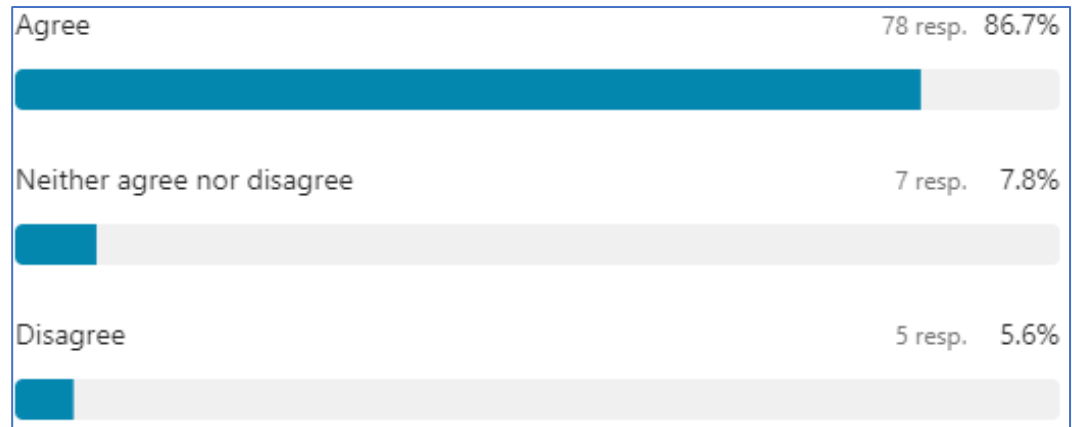 Agree 78 resp. 86.7%
Neither agree nor disagree 7 resp. 7.8%
Disagree 5 resp. 5.6%